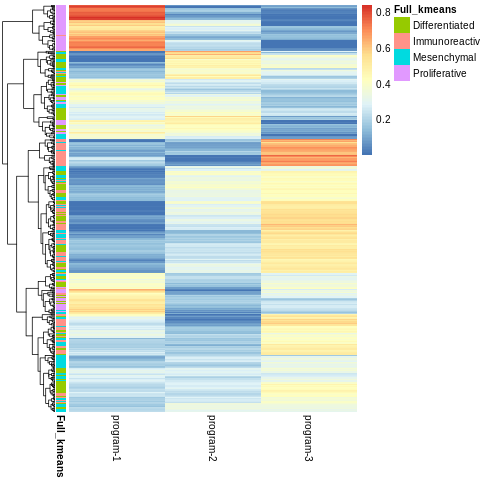 Full_kmeans
0.8
0.6
0.4
0.2
Differentiated
Immunoreactiv
Mesenchymal
Proliferative
Full_kmeans
program-1
program-2
program-3